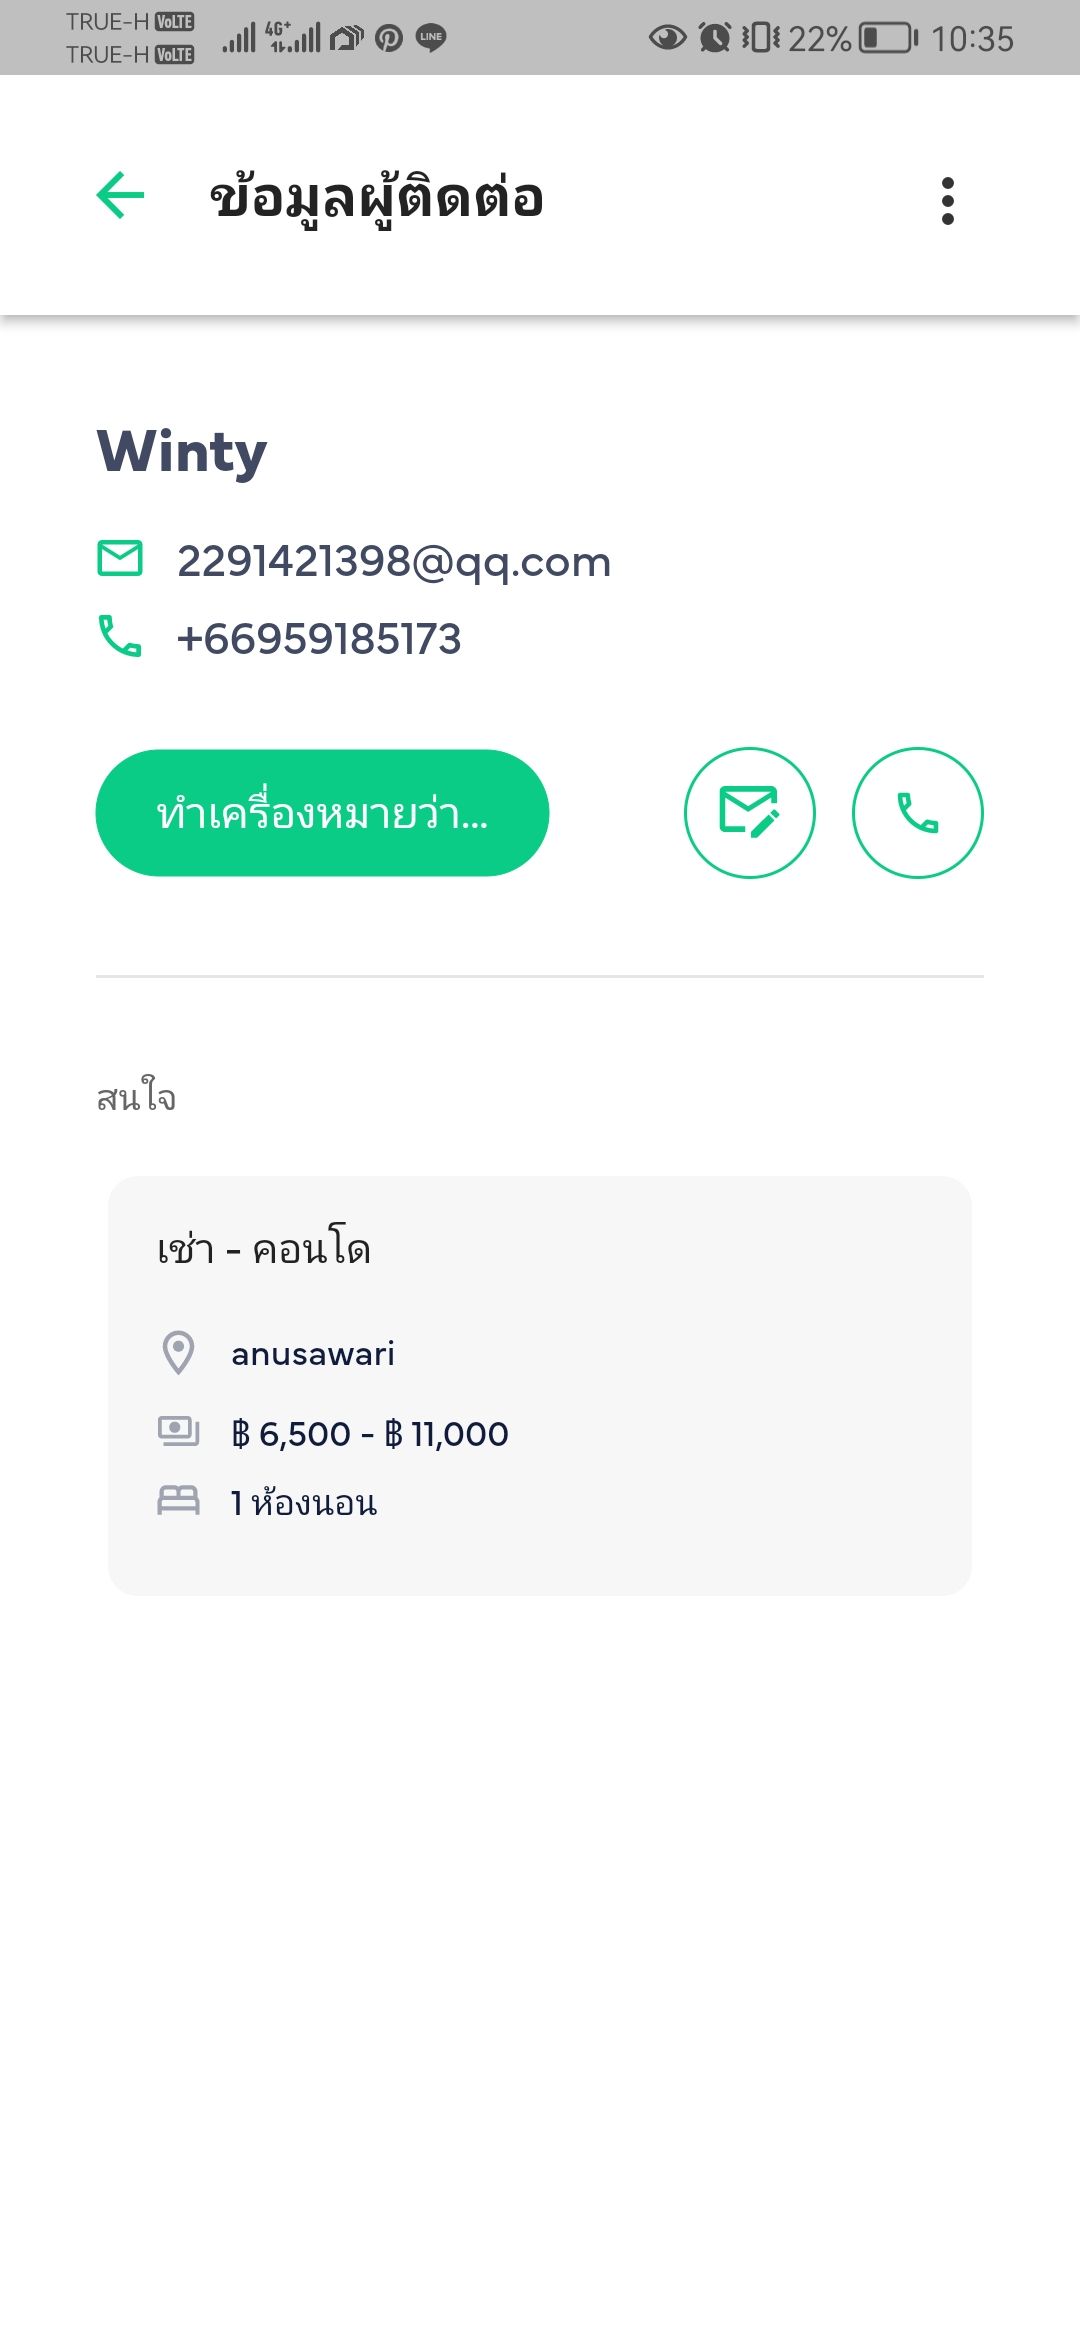 TRUE-H VoLTE
TRUE-H VoLTE
4G+
LINE
22%
10:35
ข้อมูลผู้ติดต่อ
Winty
2291421398@qq.com
+66959185173
ทำเครื่องหมายว่า...
สนใจ
เช่า - คอนโด
anusawari
฿ 6,500 - ฿ 11,000
1 ห้องนอน